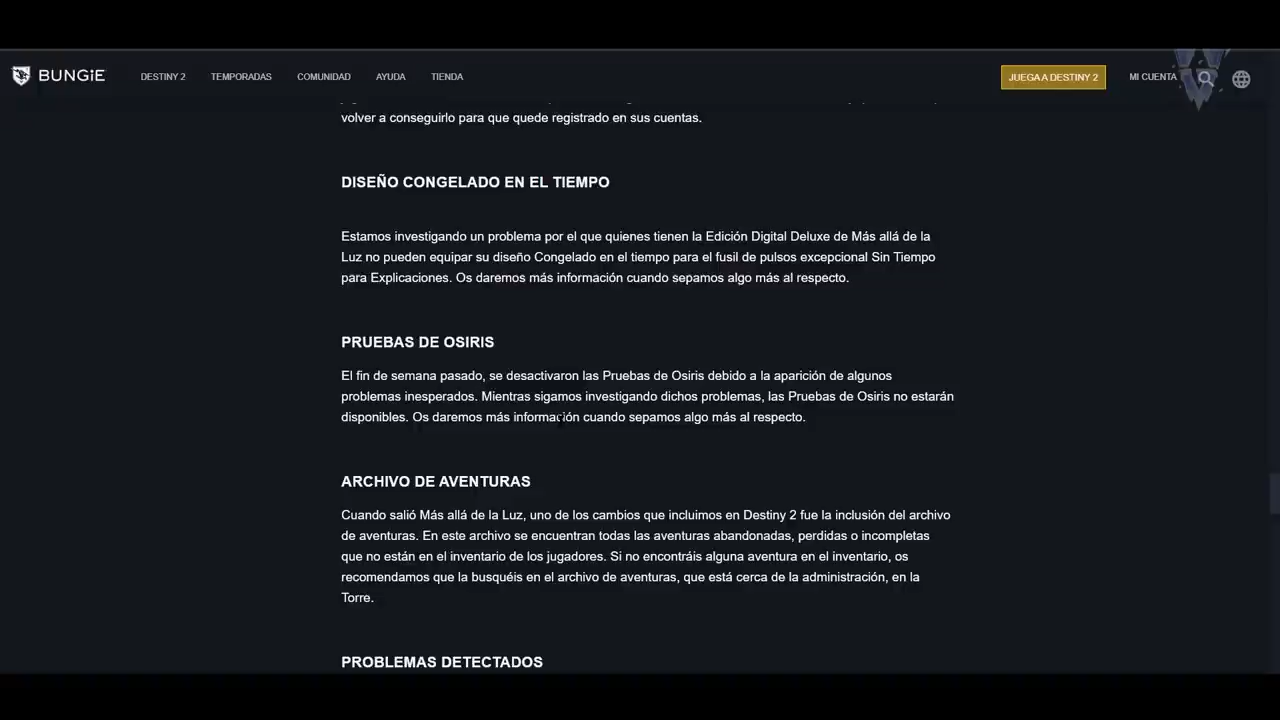 BUNGiE
DESTINY 2
TEMPORADAS
COMUNIDAD
AYUDA
TIENDA
JUEGA A DESTINY 2
MI CUENTA
volver a conseguirlo para que quede registrado en sus cuentas.
DISEÑO CONGELADO EN EL TIEMPO
Estamos investigando un problema por el que quienes tienen la Edición Digital Deluxe de Más allá de la
Luz no pueden equipar su diseño Congelado en el tiempo para el fusil de pulsos excepcional Sin Tiempo
para Explicaciones. Os daremos más información cuando sepamos algo más al respecto.
PRUEBAS DE OSIRIS
El fin de semana pasado, se desactivaron las Pruebas de Osiris debido a la aparición de algunos
problemas inesperados. Mientras sigamos investigando dichos problemas, las Pruebas de Osiris no estarán
disponibles. Os daremos más información cuando sepamos algo más al respecto.
ARCHIVO DE AVENTURAS
Cuando salió Más allá de la Luz, uno de los cambios que incluimos en Destiny 2 fue la inclusión del archivo
de aventuras. En este archivo se encuentran todas las aventuras abandonadas, perdidas o incompletas
que no están en el inventario de los jugadores. Si no encontráis alguna aventura en el inventario, os
recomendamos que la busquéis en el archivo de aventuras, que está cerca de la administración, en la
Torre.
PROBLEMAS DETECTADOS